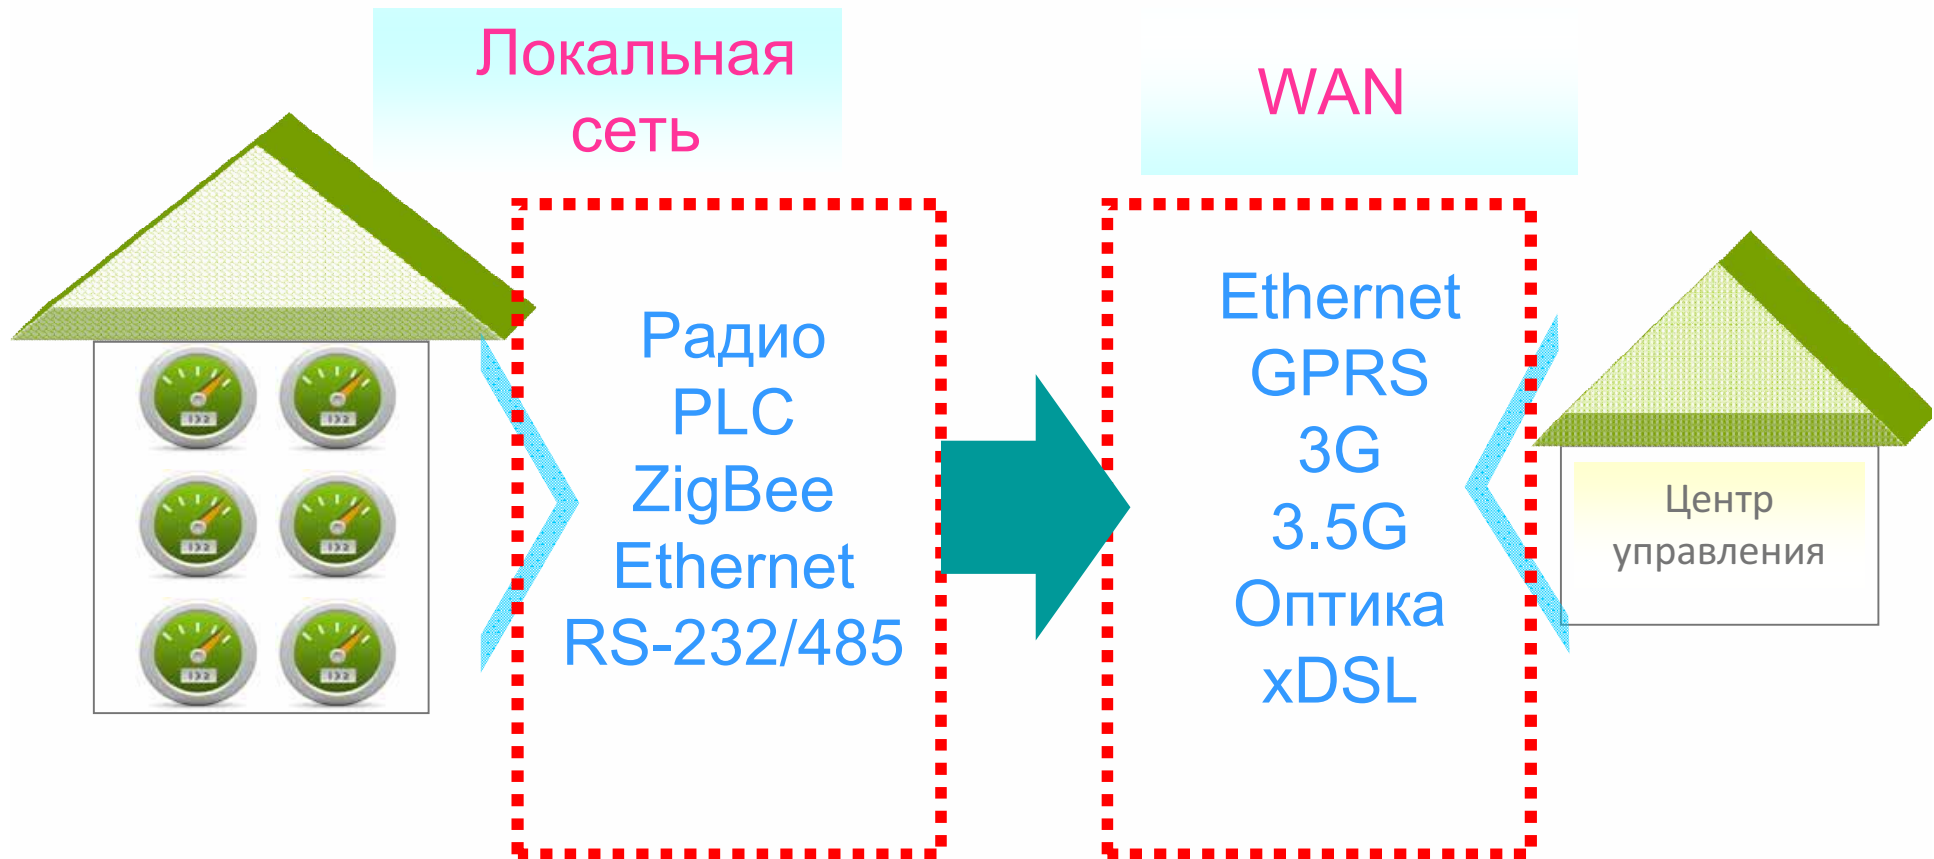 Локальная
сеть
WAN
Радио
PLC
ZigBee
Ethernet
RS-232/485
Ethernet
GPRS
3G
3.5G
Оптика
xDSL
Центр
управления